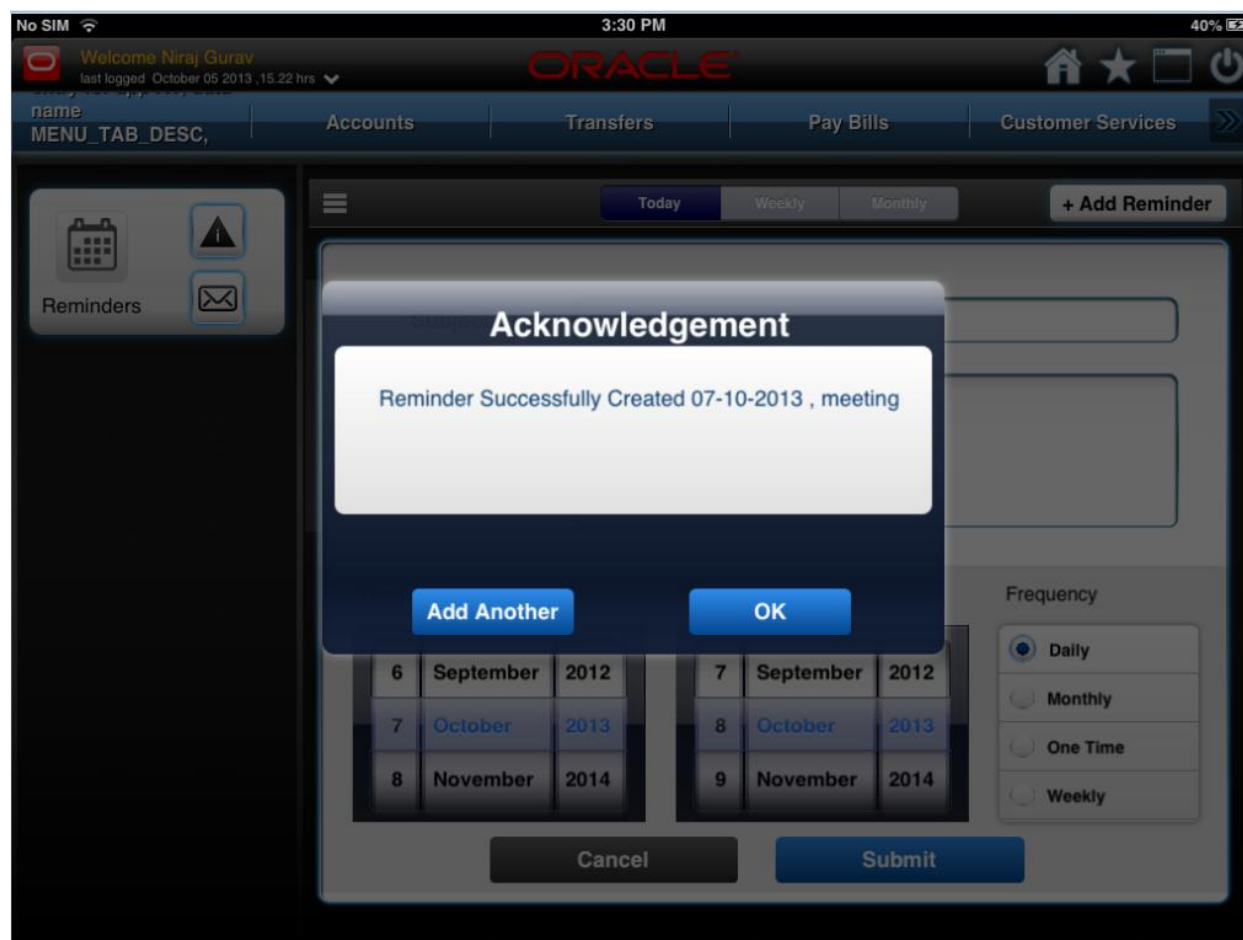 No SIM 3:30 PM 40%
Welcome Niraj Gurav
last logged October 05 2013 ,15.22 hrs
ORACLE
name
MENU_TAB_DESC,
Accounts
Transfers
Pay Bills
Customer Services
Today
Weekly
Monthly
+ Add Reminder
Reminders
Acknowledgement
Reminder Successfully Created 07-10-2013 , meeting
Add Another
OK
Frequency
6 September 2012
7 October 2013
8 November 2014
7 September 2012
8 October 2013
9 November 2014
Daily
Monthly
One Time
Weekly
Cancel
Submit